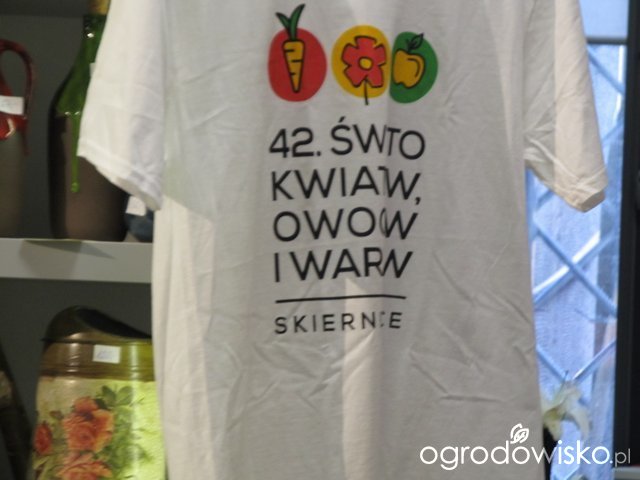 42. ŚWTO
KWIATW,
OWOCW
I WARW
SKIERNCE
ogrodowisko.pl